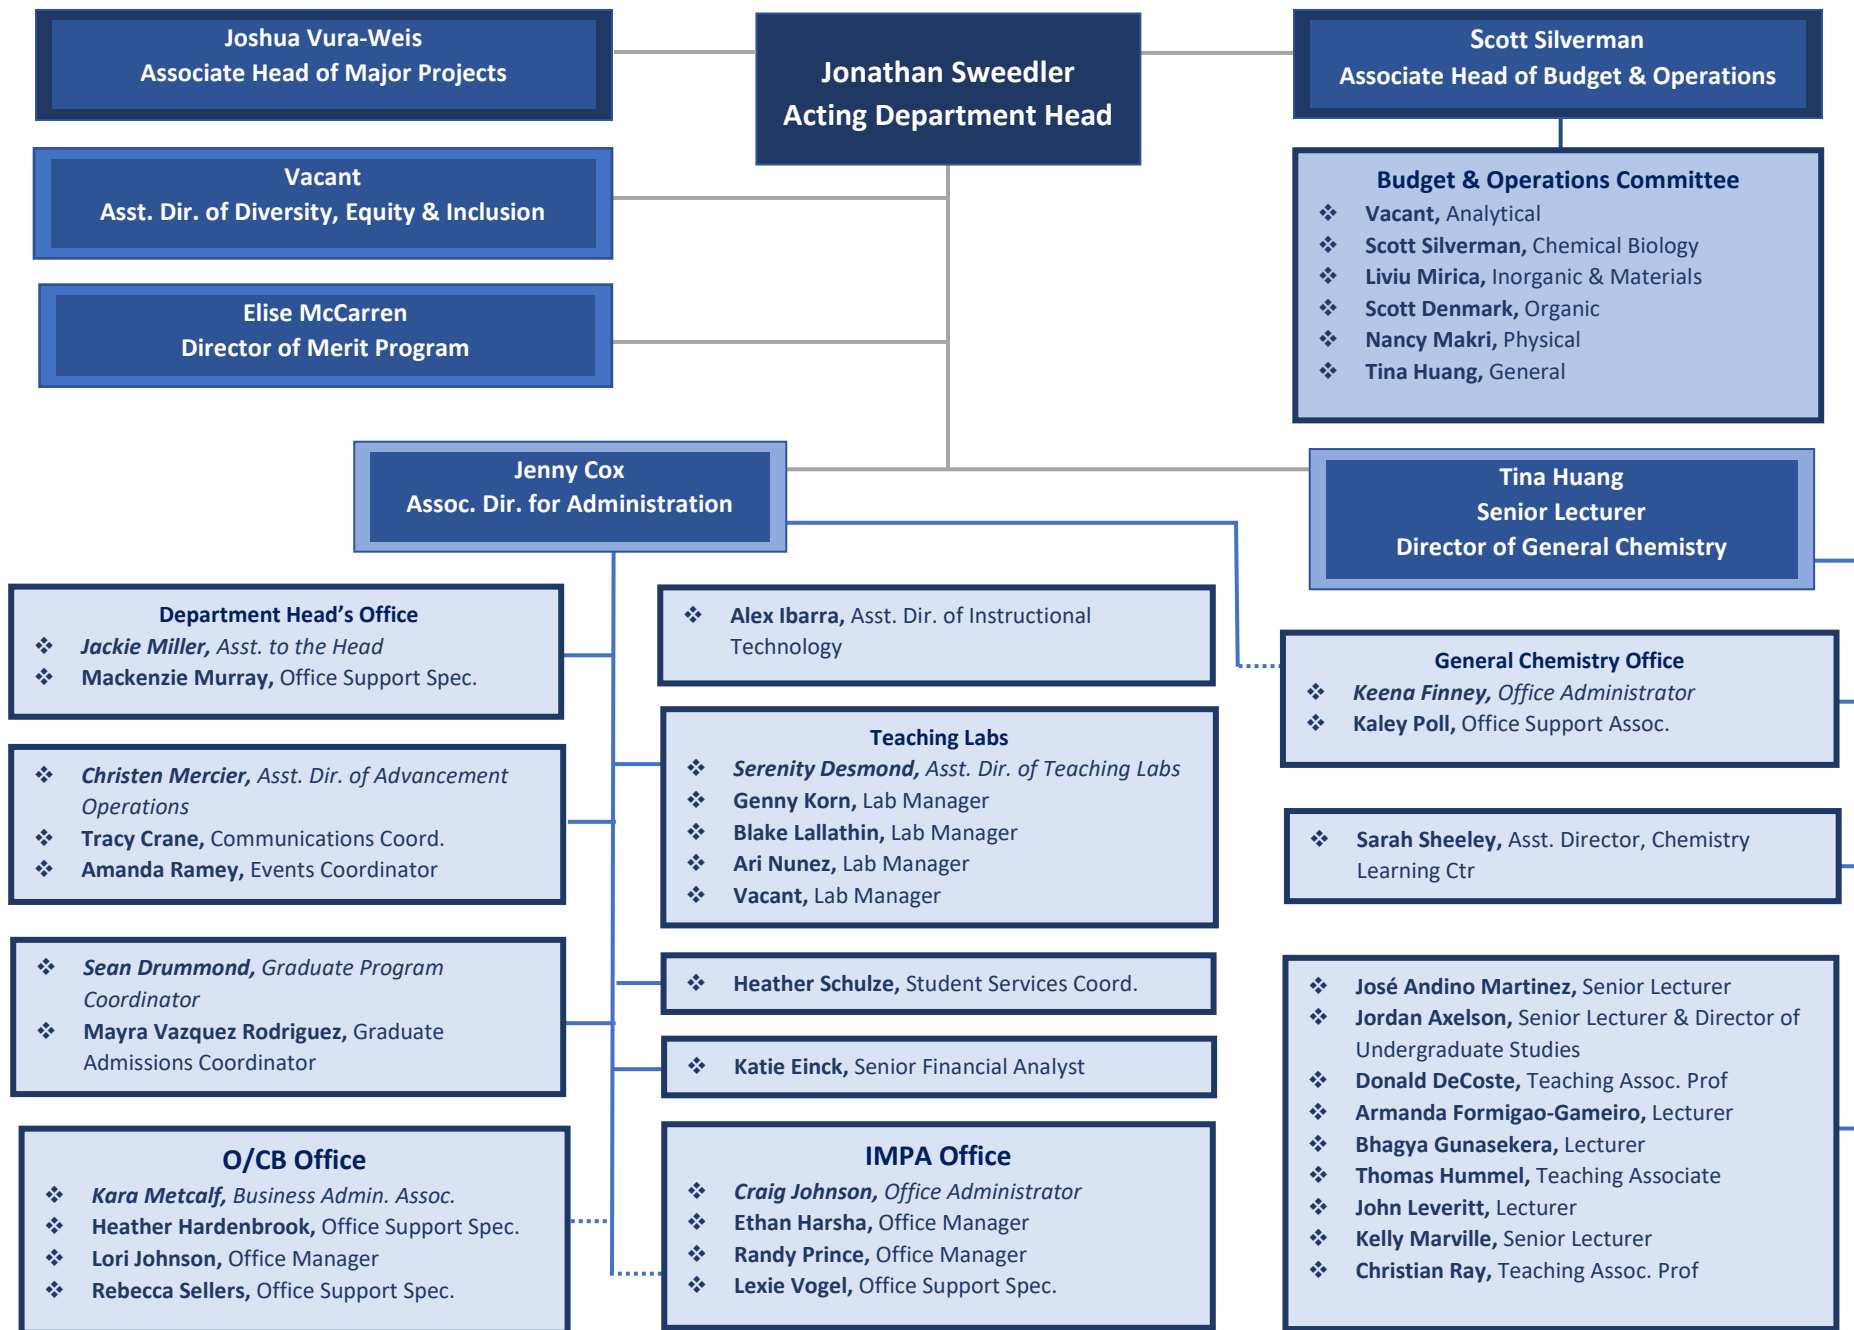 Joshua Vura-Weis
Associate Head of Major Projects
Jonathan Sweedler
Acting Department Head
Scott Silverman
Associate Head of Budget & Operations
Vacant
Asst. Dir. of Diversity, Equity & Inclusion
Elise McCarren
Director of Merit Program
Budget & Operations Committee
❖ Vacant, Analytical
❖ Scott Silverman, Chemical Biology
❖ Liviu Mirica, Inorganic & Materials
❖ Scott Denmark, Organic
❖ Nancy Makri, Physical
❖ Tina Huang, General
Jenny Cox
Assoc. Dir. for Administration
Tina Huang
Senior Lecturer
Director of General Chemistry
Department Head's Office
❖ Jackie Miller, Asst. to the Head
❖ Mackenzie Murray, Office Support Spec.
❖ Christen Mercier, Asst. Dir. of Advancement
Operations
❖ Tracy Crane, Communications Coord.
❖ Amanda Ramey, Events Coordinator
❖ Sean Drummond, Graduate Program
Coordinator
❖ Mayra Vazquez Rodriguez, Graduate
Admissions Coordinator
O/CB Office
❖ Kara Metcalf, Business Admin. Assoc.
❖ Heather Hardenbrook, Office Support Spec.
❖ Lori Johnson, Office Manager
❖ Rebecca Sellers, Office Support Spec.
❖ Alex Ibarra, Asst. Dir. of Instructional
Technology
Teaching Labs
❖ Serenity Desmond, Asst. Dir. of Teaching Labs
❖ Genny Korn, Lab Manager
❖ Blake Lallathin, Lab Manager
❖ Ari Nunez, Lab Manager
❖ Vacant, Lab Manager
❖ Heather Schulze, Student Services Coord.
❖ Katie Einck, Senior Financial Analyst
IMPA Office
❖ Craig Johnson, Office Administrator
❖ Ethan Harsha, Office Manager
❖ Randy Prince, Office Manager
❖ Lexie Vogel, Office Support Spec.
General Chemistry Office
❖ Keena Finney, Office Administrator
❖ Kaley Poll, Office Support Assoc.
❖ Sarah Sheeley, Asst. Director, Chemistry
Learning Ctr
❖ José Andino Martinez, Senior Lecturer
❖ Jordan Axelson, Senior Lecturer & Director of
Undergraduate Studies
❖ Donald DeCoste, Teaching Assoc. Prof
❖ Armanda Formigao-Gameiro, Lecturer
❖ Bhagya Gunasekera, Lecturer
❖ Thomas Hummel, Teaching Associate
❖ John Leveritt, Lecturer
❖ Kelly Marville, Senior Lecturer
❖ Christian Ray, Teaching Assoc. Prof